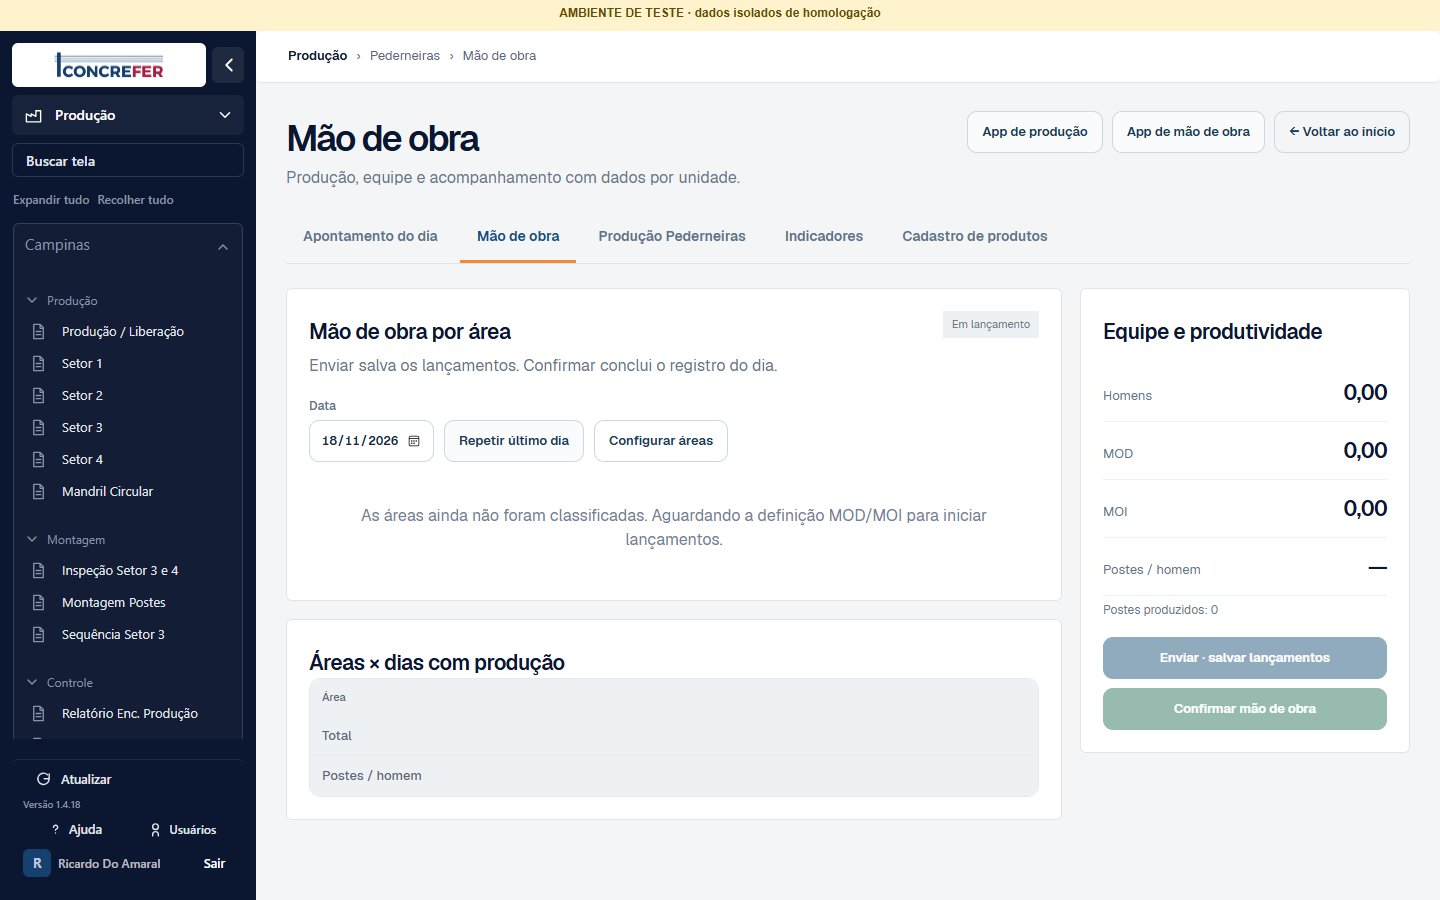 AMBIENTE DE TESTE · dados isolados de homologação
CONCREFER
Produção
Buscar tela
Expandir tudo Recolher tudo
Campinas
Produção
Produção / Liberação
Setor 1
Setor 2
Setor 3
Setor 4
Mandril Circular
Montagem
Inspeção Setor 3 e 4
Montagem Postes
Sequência Setor 3
Controle
Relatório Enc. Produção
Atualizar
Versão 1.4.18
? Ajuda
Usuários
R Ricardo Do Amaral
Sair
Produção › Pederneiras › Mão de obra
Mão de obra
Produção, equipe e acompanhamento com dados por unidade.
App de produção
App de mão de obra
← Voltar ao início
Apontamento do dia
Mão de obra
Produção Pederneiras
Indicadores
Cadastro de produtos
Mão de obra por área
Em lançamento
Enviar salva os lançamentos. Confirmar conclui o registro do dia.
Data
18/11/2026
Repetir último dia
Configurar áreas
As áreas ainda não foram classificadas. Aguardando a definição MOD/MOI para iniciar
lançamentos.
Áreas × dias com produção
Área
Total
Postes / homem
Equipe e produtividade
Homens 0,00
MOD 0,00
MOI 0,00
Postes / homem —
Postes produzidos: 0
Enviar · salvar lançamentos
Confirmar mão de obra